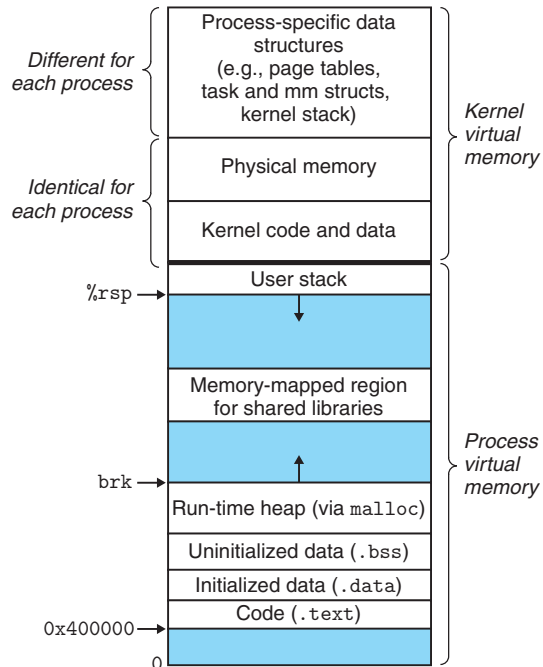 Process-specific data
structures
(e.g., page tables,
task and mm structs,
kernel stack)
Different for
each process
Physical memory
Kernel code and data
Identical for
each process
Kernel
virtual
memory
User stack
%rsp
Memory-mapped region
for shared libraries
brk
Run-time heap (via malloc)
Uninitialized data (.bss)
Initialized data (.data)
Code (.text)
0x400000
0
Process
virtual
memory